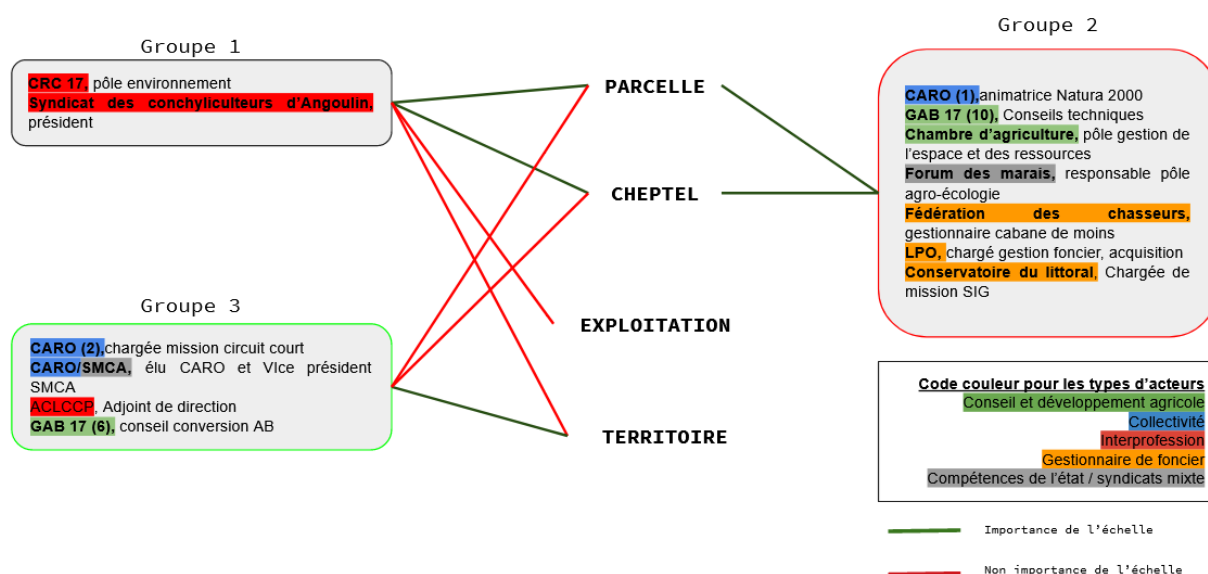 Groupe 1
CRC 17, pôle environnement
Syndicat des conchyliculteurs d'Angoulin,
président
Groupe 3
CARO (2),chargée mission circuit court
CARO/SMCA, élu CARO et VIce président
SMCA
ACLCCP, Adjoint de direction
GAB 17 (6), conseil conversion AB
PARCELLE
CHEPTEL
EXPLOITATION
TERRITOIRE
Groupe 2
CARO (1),animatrice Natura 2000
GAB 17 (10), Conseils techniques
Chambre d'agriculture, pôle gestion de
l'espace et des ressources
Forum des marais, responsable pôle
agro-écologie
Fédération des chasseurs,
gestionnaire cabane de moins
LPO, chargé gestion foncier, acquisition
Conservatoire du littoral, Chargée de
mission SIG
Code couleur pour les types d'acteurs
Conseil et développement agricole
Collectivité
Interprofession
Gestionnaire de foncier
Compétences de l'état / syndicats mixte
Importance de l'échelle
Non importance de l'échelle